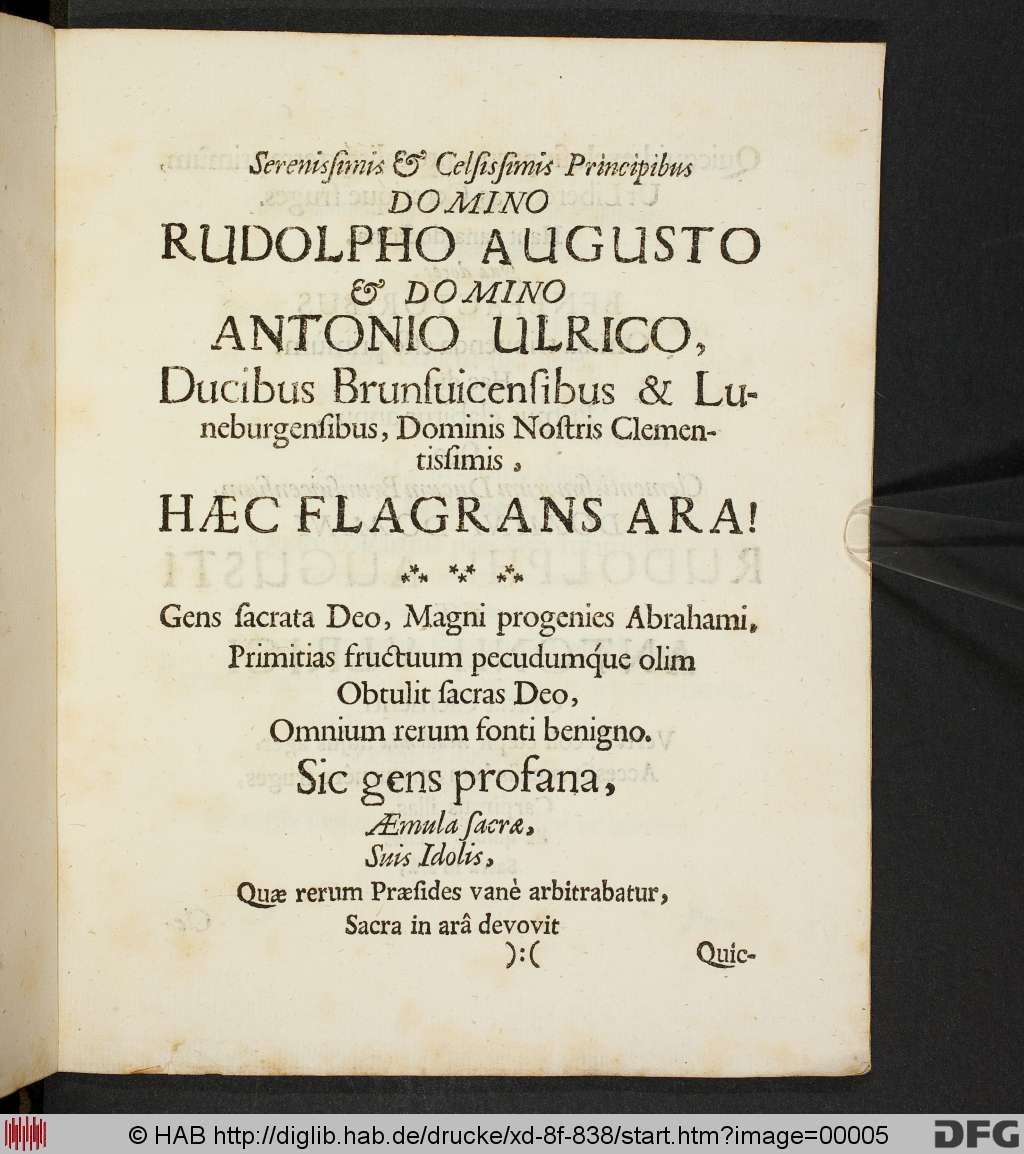 Sereniſſimis & Celſiſſimis Principibus
DOMINO
RUDOLPHO AUGUSTO
& DOMINO
ANTONIO ULRICO,
Ducibus Brunſuicenſibus & Lu-
neburgenſibus, Dominis Noſtris Clemen-
tisſimis,
HÆC FLAGRANS ARA!
Gens ſacrata Deo, Magni progenies Abrahami,
Primitias fructuum pecudumq́ue olim
Obtulit ſacras Deo,
Omnium rerum fonti benigno.
Sic gens profana,
Æmula ſacræ,
Suis Idolis,
Quæ rerum Præſides vanè arbitrabatur,
Sacra in arâ devovit
):(
Quic-
© HAB http://diglib.hab.de/drucke/xd-8f-838/start.htm?image=00005
DFG